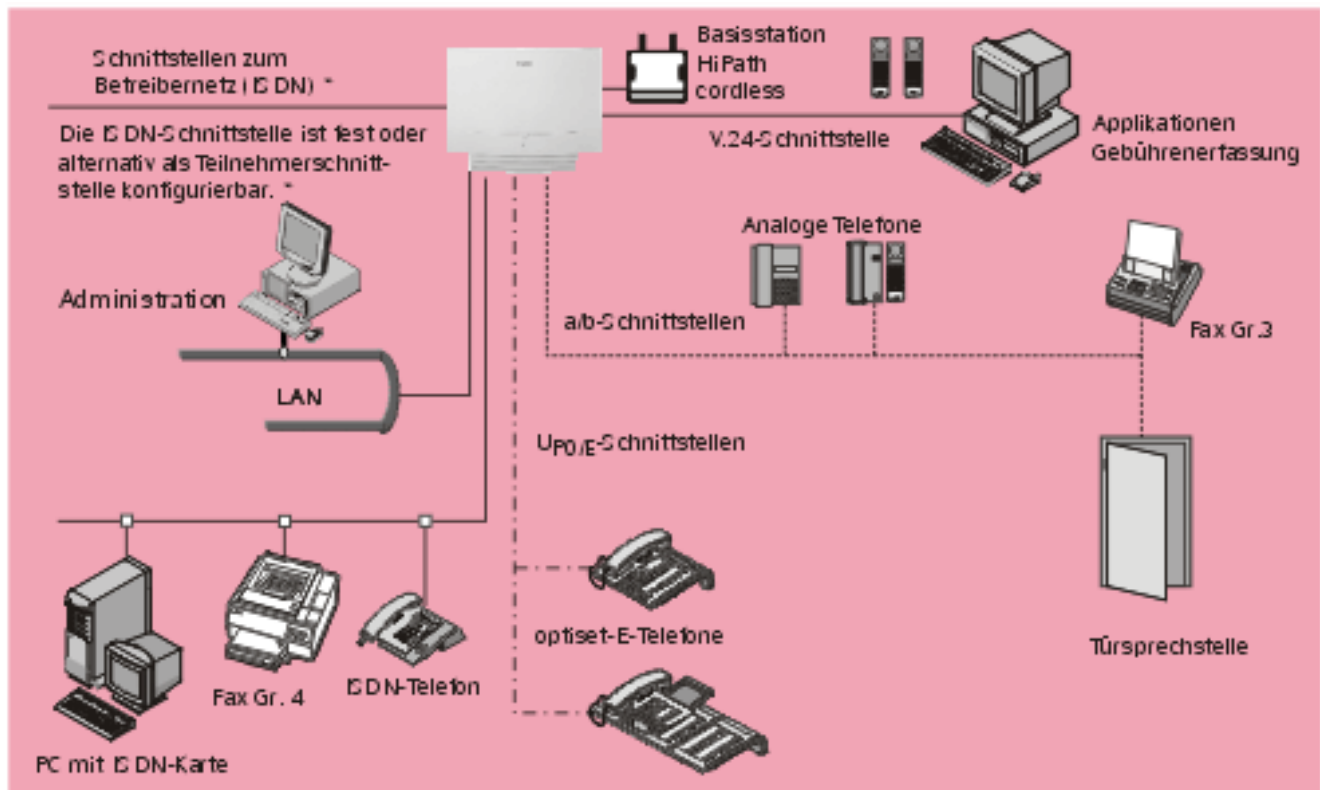 Schnittstellen zum
Betreibernetz (ISDN) *
Die ISDN-Schnittstelle ist fest oder
alternativ als Teilnehmerschnitt-
stelle konfigurierbar. *
Basisstation
HiPath
cordless
V.24-Schnittstelle
Applikationen
Gebührenerfassung
Administration
LAN
Analoge Telefone
a/b-Schnittstellen
Fax Gr.3
UP0/E-Schnittstellen
optiset-E-Telefone
Türsprechstelle
PC mit ISDN-Karte
Fax Gr. 4
ISDN-Telefon